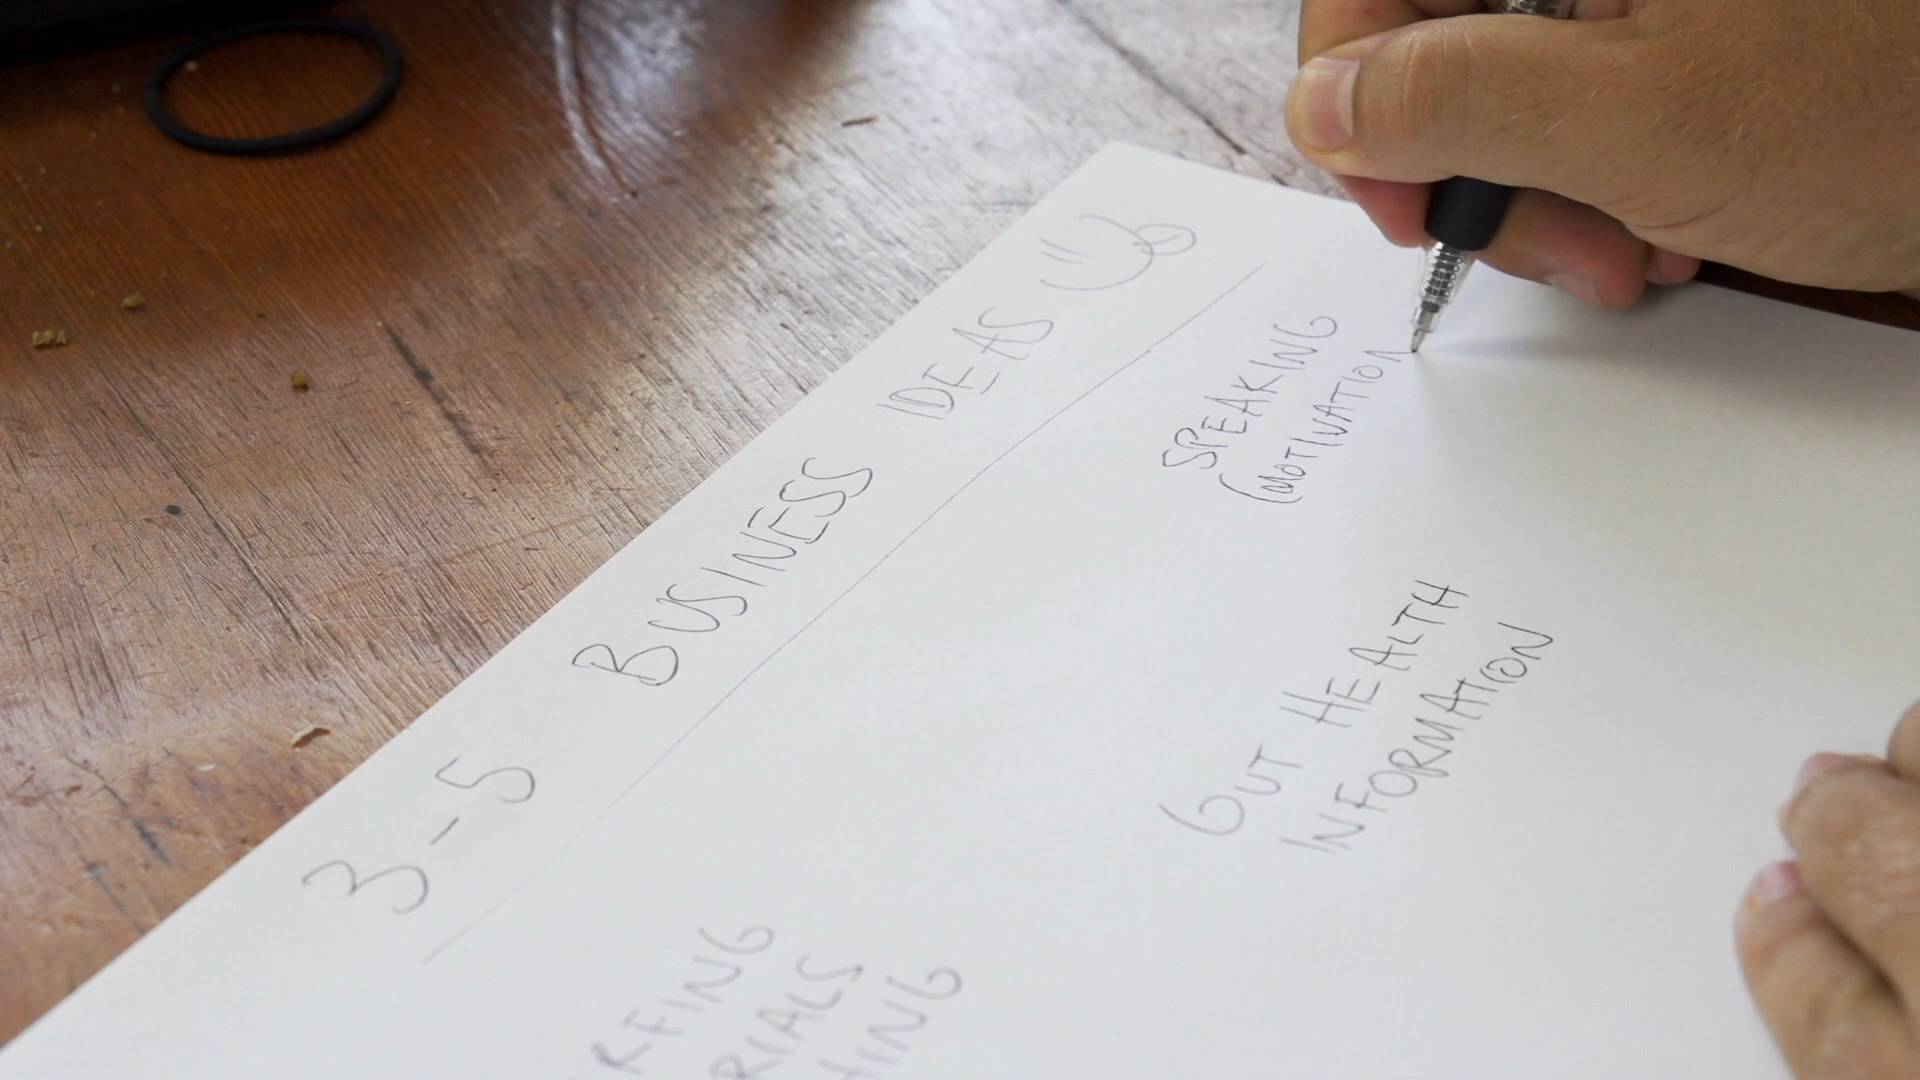 3-5 BUSINESS IDEAS
SPEAKING
(MOTIVATION
GUT HEALTH
INFORMATION